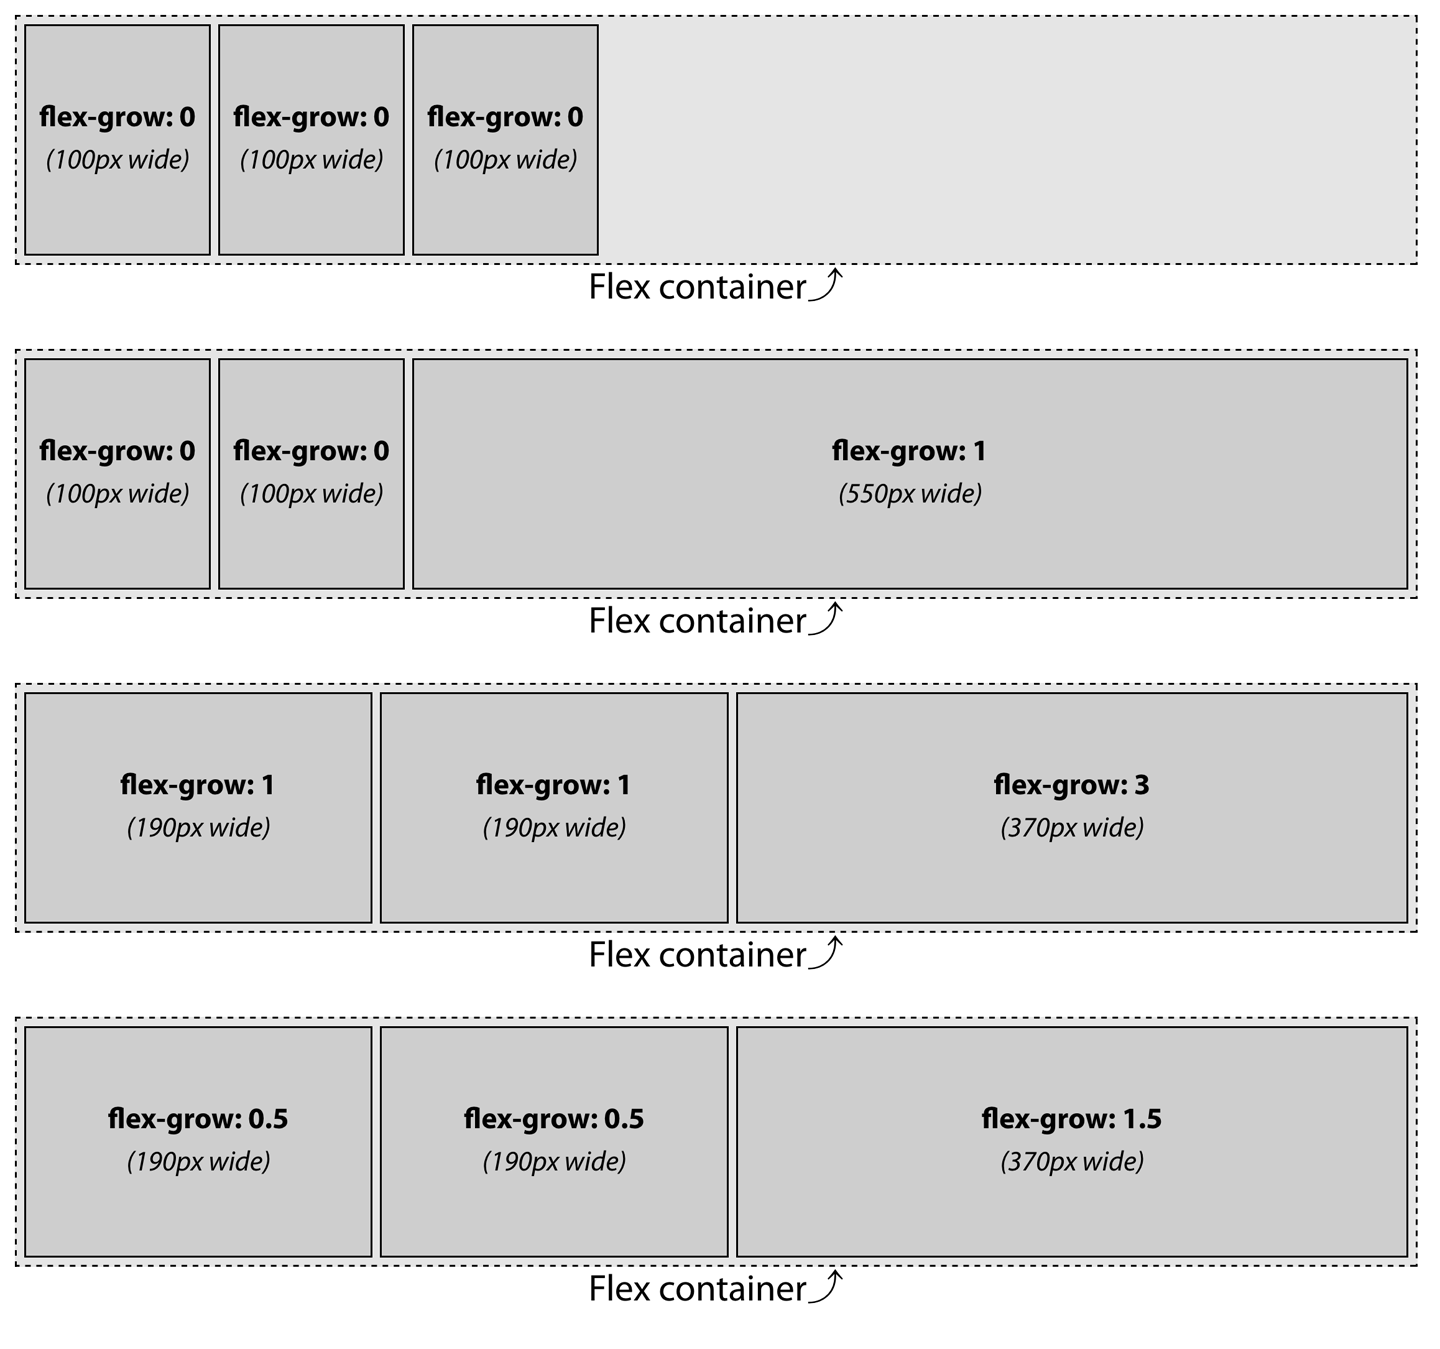 flex-grow: 0 flex-grow: 0 flex-grow: 0
(100px wide) (100px wide) (100px wide)
Flex container
flex-grow: 0 flex-grow: 0 flex-grow: 1
(100px wide) (100px wide) (550px wide)
Flex container
flex-grow: 1 flex-grow: 1 flex-grow: 3
(190px wide) (190px wide) (370px wide)
Flex container
flex-grow: 0.5 flex-grow: 0.5 flex-grow: 1.5
(190px wide) (190px wide) (370px wide)
Flex container